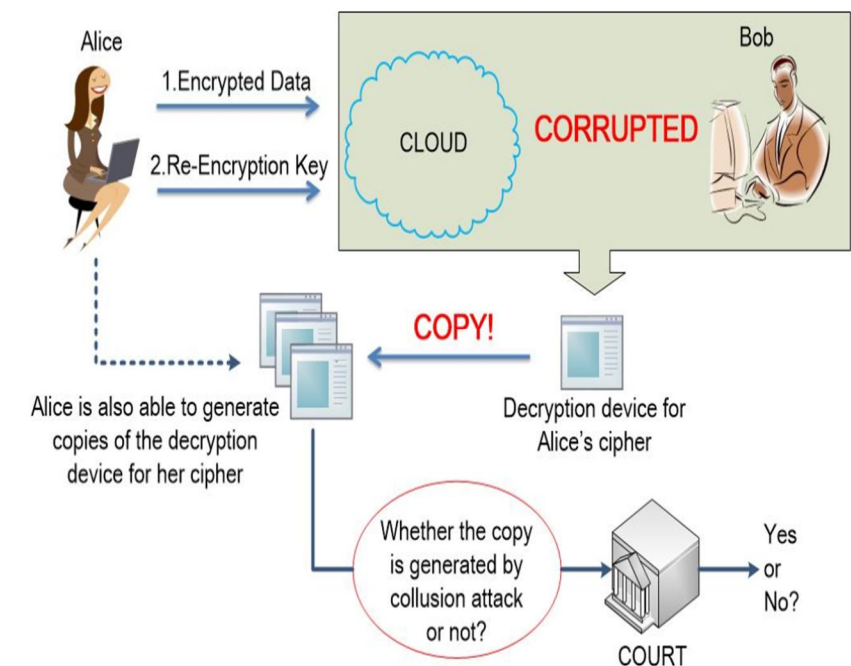 Alice
1.Encrypted Data
2.Re-Encryption Key
CLOUD
CORRUPTED
Bob
COPY!
Alice is also able to generate
copies of the decryption
device for her cipher
Decryption device for
Alice's cipher
Whether the copy
is generated by
collusion attack
or not?
COURT
Yes
or
No?